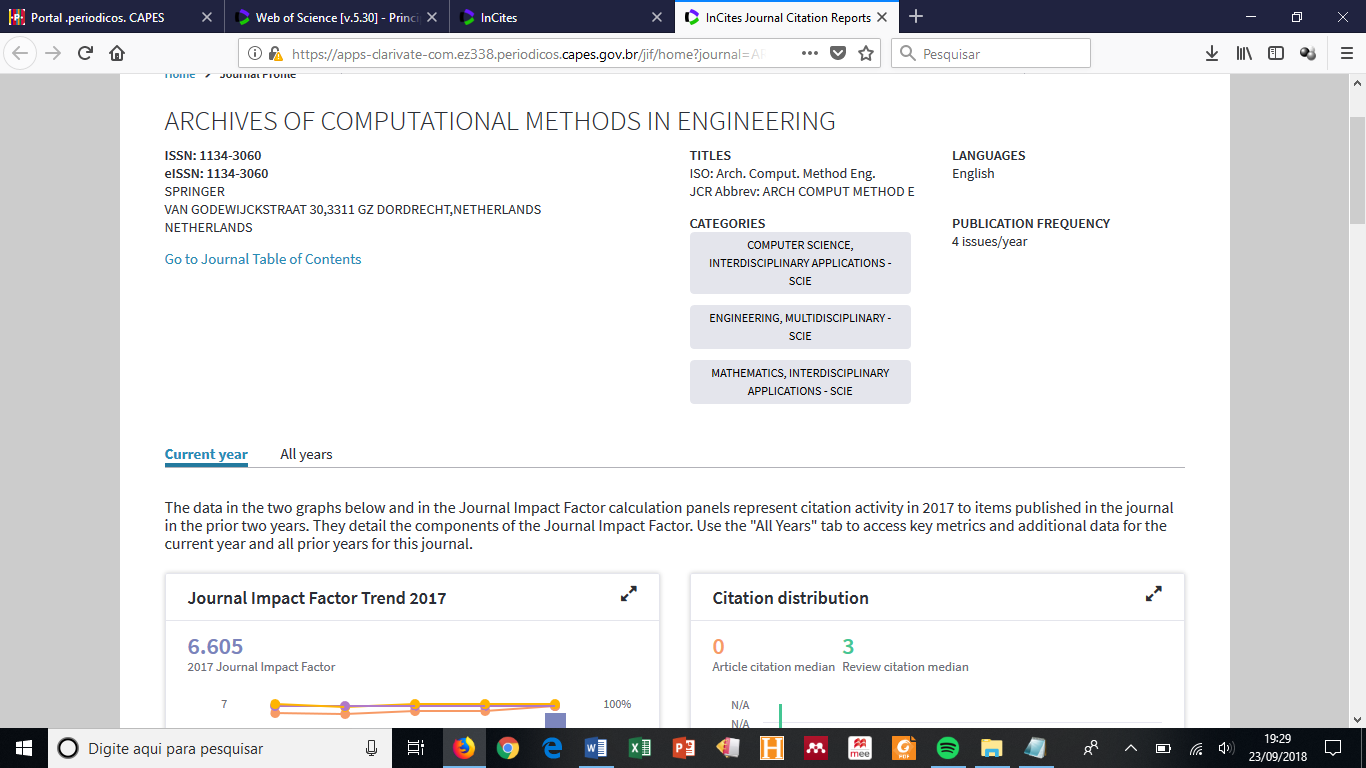 Portal .periodicos. CAPES
Web of Science [v.5.30] - Princi
InCites
InCites Journal Citation Reports
https://apps-clarivate-com.ez338.periodicos.capes.gov.br/jif/home?journal=AR
Pesquisar
Home > Journal Profile
ARCHIVES OF COMPUTATIONAL METHODS IN ENGINEERING
ISSN: 1134-3060
eISSN: 1134-3060
SPRINGER
VAN GODEWIJCKSTRAAT 30,3311 GZ DORDRECHT,NETHERLANDS
NETHERLANDS
Go to Journal Table of Contents
TITLES
ISO: Arch. Comput. Method Eng.
JCR Abbrev: ARCH COMPUT METHOD E
CATEGORIES
COMPUTER SCIENCE,
INTERDISCIPLINARY APPLICATIONS -
SCIE
ENGINEERING, MULTIDISCIPLINARY -
SCIE
MATHEMATICS, INTERDISCIPLINARY
APPLICATIONS - SCIE
LANGUAGES
English
PUBLICATION FREQUENCY
4 issues/year
Current year
All years
The data in the two graphs below and in the Journal Impact Factor calculation panels represent citation activity in 2017 to items published in the journal
in the prior two years. They detail the components of the Journal Impact Factor. Use the "All Years" tab to access key metrics and additional data for the
current year and all prior years for this journal.
Journal Impact Factor Trend 2017
6.605
2017 Journal Impact Factor
7
100%
Citation distribution
0
Article citation median
3
Review citation median
N/A
N/A
Digite aqui para pesquisar
19:29
23/09/2018